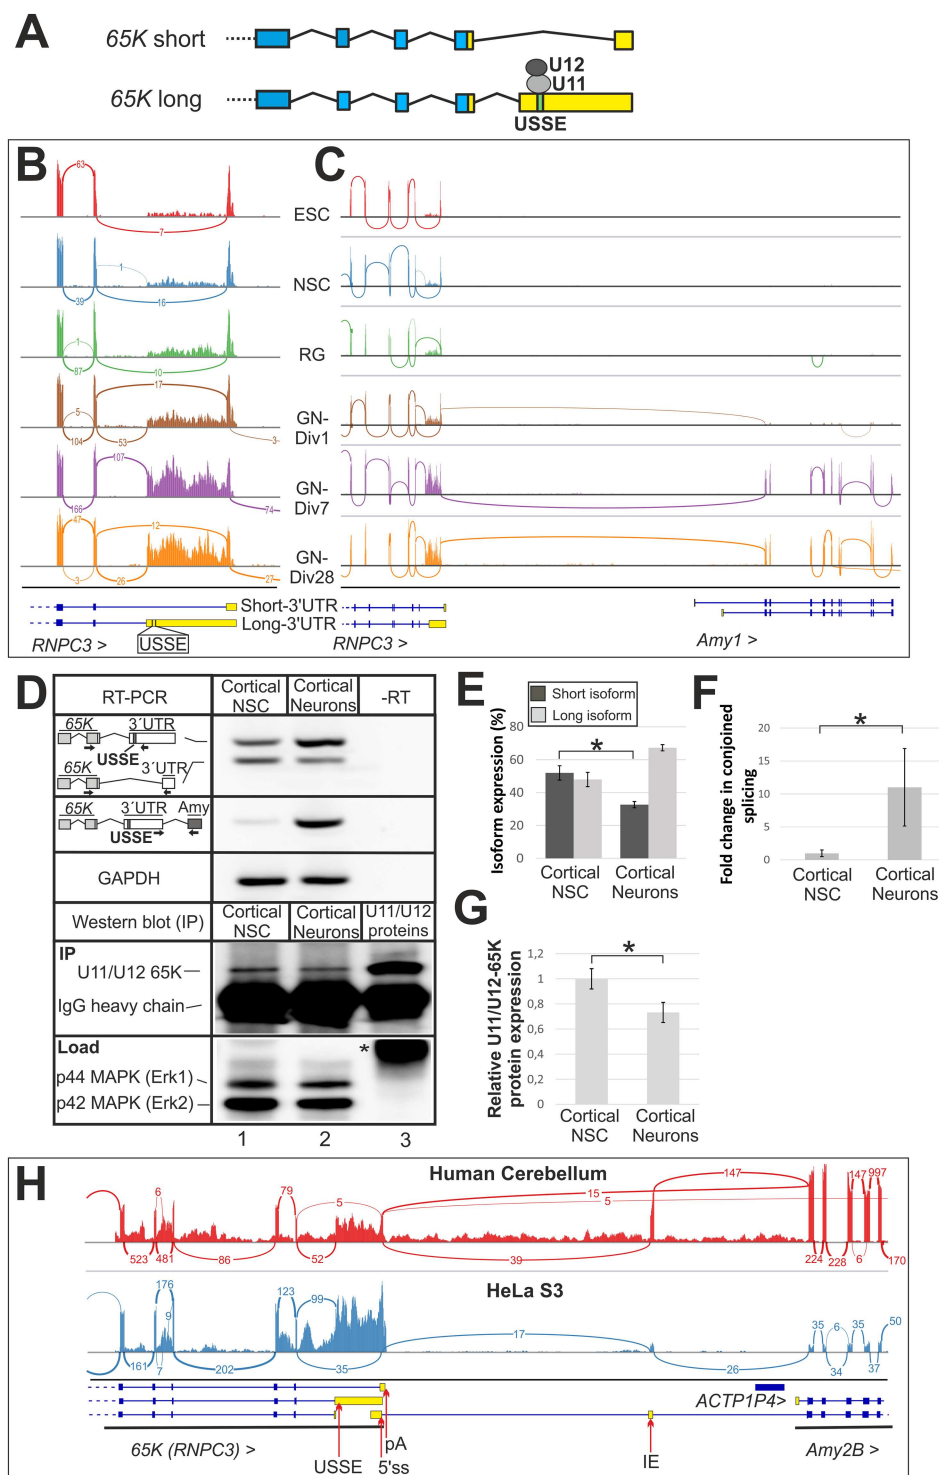 A
65K short
65K long
U12
U11
USSE
B
C
63
7
ESC
1
39
16
NSC
1
87
10
RG
17
5
104
53
3
GN-
Div1
107
166
74
GN-
Div7
47
12
3
26
27
GN-
Div28
Short-3'UTR
Long-3'UTR
RNPC3 >
USSE
RNPC3 >
Amy1 >
D
RT-PCR
Cortical
NSC
Cortical
Neurons
-RT
65K
3´UTR
USSE
65K
3´UTR
65K
3´UTR
Amy
USSE
GAPDH
Western blot (IP)
Cortical
NSC
Cortical
Neurons
U11/U12
proteins
IP
U11/U12 65K
IgG heavy chain
Load
*
p44 MAPK (Erk1)
p42 MAPK (Erk2)
1
2
3
E
Short isoform
Long isoform
Isoform expression (%)
80
60
40
20
0
*
Cortical
NSC
Cortical
Neurons
F
Fold change in conjoined
splicing
20
15
10
5
0
*
Cortical
NSC
Cortical
Neurons
G
Relative U11/U12-65K
protein expression
1,2
1
0,8
0,6
0,4
0,2
0
*
Cortical
NSC
Cortical
Neurons
H
Human Cerebellum
6
79
5
15
5
147
147
997
523
481
86
52
39
224
228
6
170
HeLa S3
176
9
123
99
17
35
6
35
50
161
7
202
35
26
34
37
ACTP1P4>
65K (RNPC3) >
USSE
pA
5'ss
IE
Amy2B >